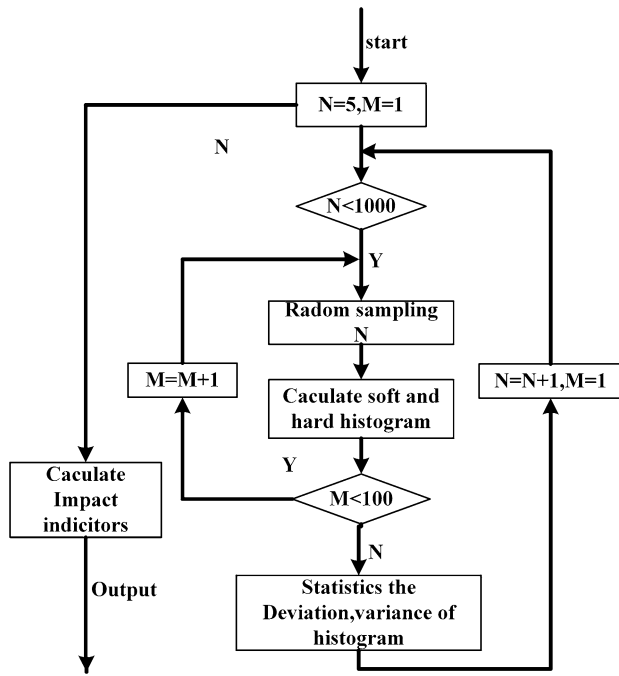 start
N=5,M=1
N
N<1000
Y
Radom sampling
N
M=M+1
N=N+1,M=1
Caculate soft and
hard histogram
Y
Caculate
Impact
indicitors
M<100
N
Output
Statistics the
Deviation,variance of
histogram